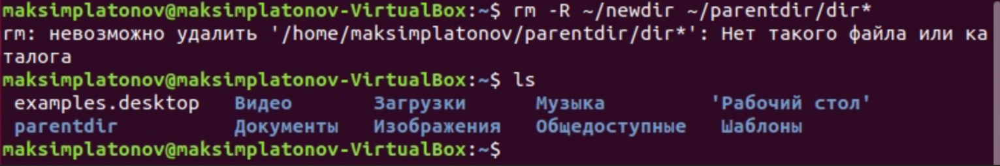 maksimplatonov@maksimplatonov-VirtualBox:~$ rm -R ~/newdir ~/parentdir/dir*
rm: невозможно удалить '/home/maksimplatonov/parentdir/dir*': Нет такого файла или ка
талога
maksimplatonov@maksimplatonov-VirtualBox:~$ ls
examples.desktop Видео Загрузки Музыка 'Рабочий стол'
parentdir Документы Изображения Общедоступные Шаблоны
maksimplatonov@maksimplatonov-VirtualBox:~$